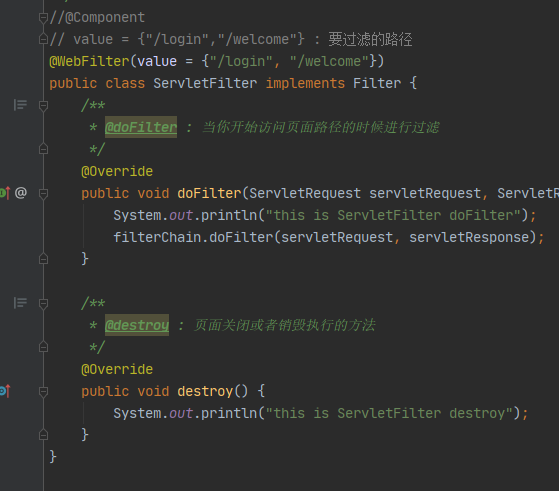 //@Component
// value = {"/login","/welcome"} : 要过滤的路径
@WebFilter(value = {"/login", "/welcome"})
public class ServletFilter implements Filter {
/**
* @doFilter : 当你开始访问页面路径的时候进行过滤
*/
@Override
public void doFilter(ServletRequest servletRequest, ServletR
System.out.println("this is ServletFilter doFilter");
filterChain.doFilter(servletRequest, servletResponse);
}
/**
* @destroy : 页面关闭或者销毁执行的方法
*/
@Override
public void destroy() {
System.out.println("this is ServletFilter destroy");
}
}